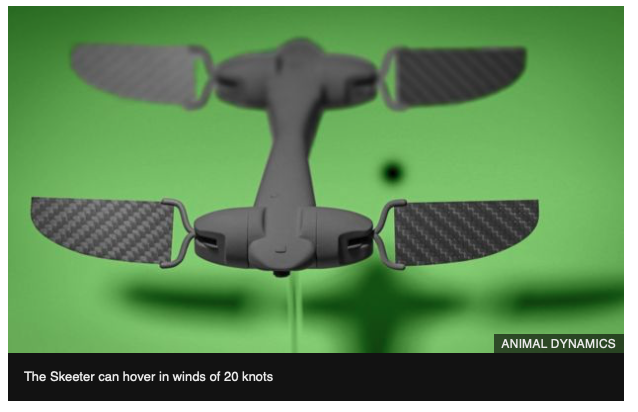 ANIMAL DYNAMICS
The Skeeter can hover in winds of 20 knots